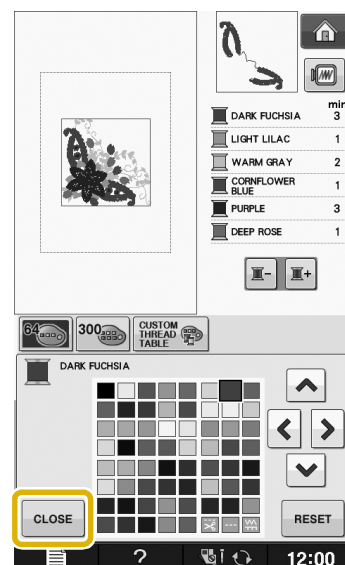 min
DARK FUCHSIA 3
LIGHT LILAC 1
WARM GRAY 2
CORNFLOWER
BLUE 1
PURPLE 3
DEEP ROSE 1
- +
64 300 CUSTOM
THREAD
TABLE
DARK FUCHSIA
CLOSE RESET
? 12:00